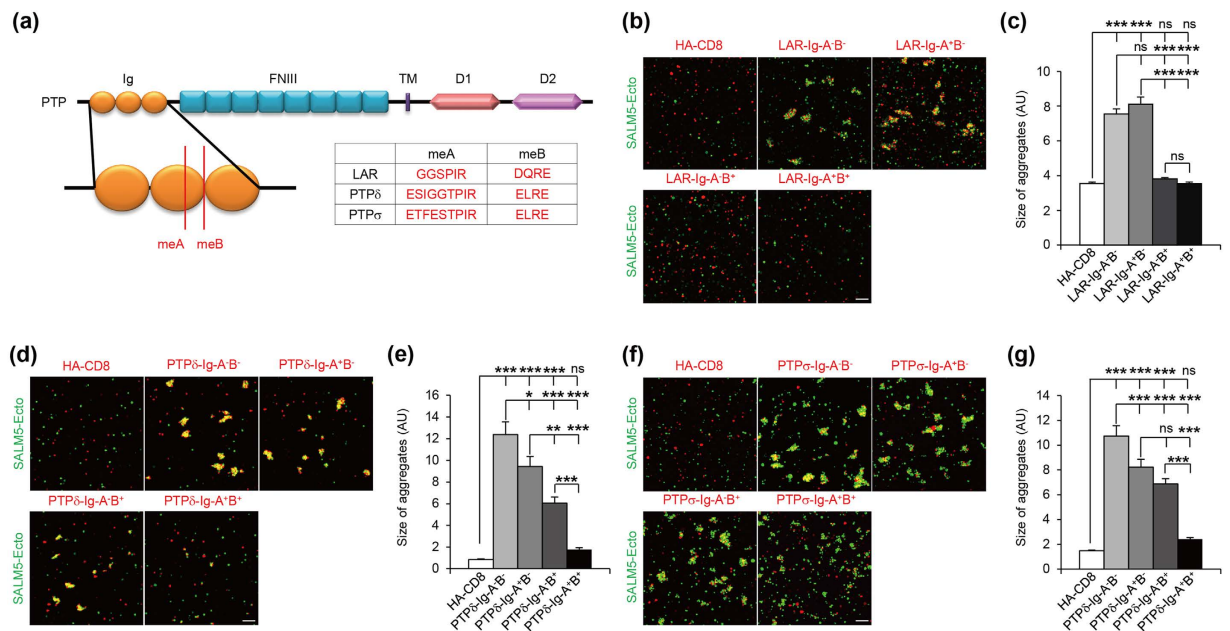 (a)
Ig
FNIII
TM
D1
D2
PTP
meA
meB
meA meB
LAR GGSPIR DQRE
PTPδ ESIGGTPIR ELRE
PTPσ ETFESTPIR ELRE
(b)
HA-CD8 LAR-Ig-A-B- LAR-Ig-A+B-
SALM5-Ecto
LAR-Ig-A-B+ LAR-Ig-A+B+
SALM5-Ecto
(c)
*** *** ns ns
ns *** ***
*** ***
ns
Size of aggregates (AU)
10
8
6
4
2
0
HA-CD8
LAR-Ig-A-B-
LAR-Ig-A+B-
LAR-Ig-A-B+
LAR-Ig-A+B+
(d)
HA-CD8 PTPδ-Ig-A-B- PTPδ-Ig-A+B-
SALM5-Ecto
PTPδ-Ig-A-B+ PTPδ-Ig-A+B+
SALM5-Ecto
(e)
*** *** *** ns
* *** ***
** ***
***
Size of aggregates (AU)
16
14
12
10
8
6
4
2
0
HA-CD8
PTPδ-Ig-A-B-
PTPδ-Ig-A+B-
PTPδ-Ig-A-B+
PTPδ-Ig-A+B+
(f)
HA-CD8 PTPσ-Ig-A-B- PTPσ-Ig-A+B-
SALM5-Ecto
PTPσ-Ig-A-B+ PTPσ-Ig-A+B+
SALM5-Ecto
(g)
*** *** *** ns
*** *** ***
ns ***
***
Size of aggregates (AU)
14
12
10
8
6
4
2
0
HA-CD8
PTPδ-Ig-A-B-
PTPδ-Ig-A+B-
PTPδ-Ig-A-B+
PTPδ-Ig-A+B+